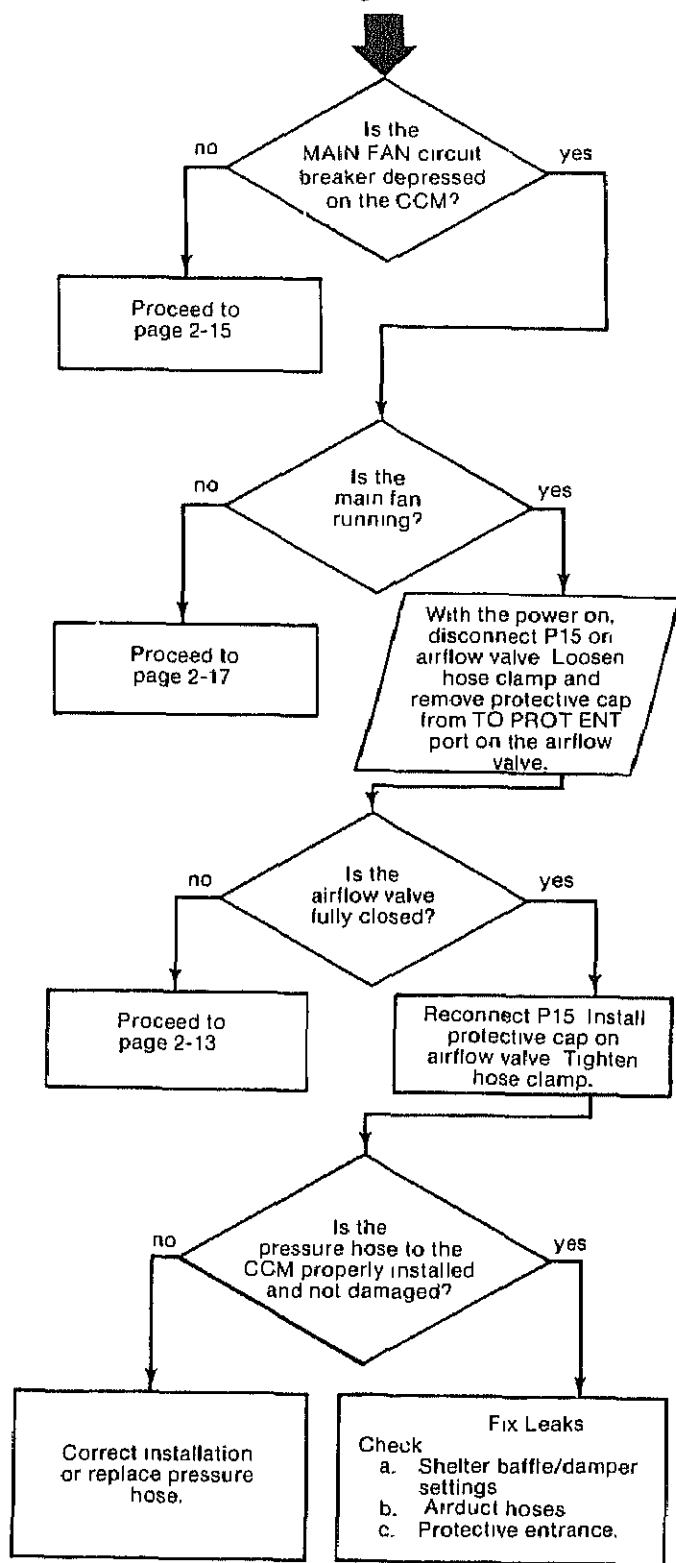 Is the
MAIN FAN circuit
breaker depressed
on the CCM?
no
yes
Proceed to
page 2-15
Is the
main fan
running?
no
yes
Proceed to
page 2-17
With the power on,
disconnect P15 on
airflow valve Loosen
hose clamp and
remove protective cap
from TO PROT ENT
port on the airflow
valve.
Is the
airflow valve
fully closed?
no
yes
Proceed to
page 2-13
Reconnect P15 Install
protective cap on
airflow valve Tighten
hose clamp.
Is the
pressure hose to the
CCM properly installed
and not damaged?
no
yes
Correct installation
or replace pressure
hose.
Fix Leaks
Check
a. Shelter baffle/damper
settings
b. Airduct hoses
c. Protective entrance.